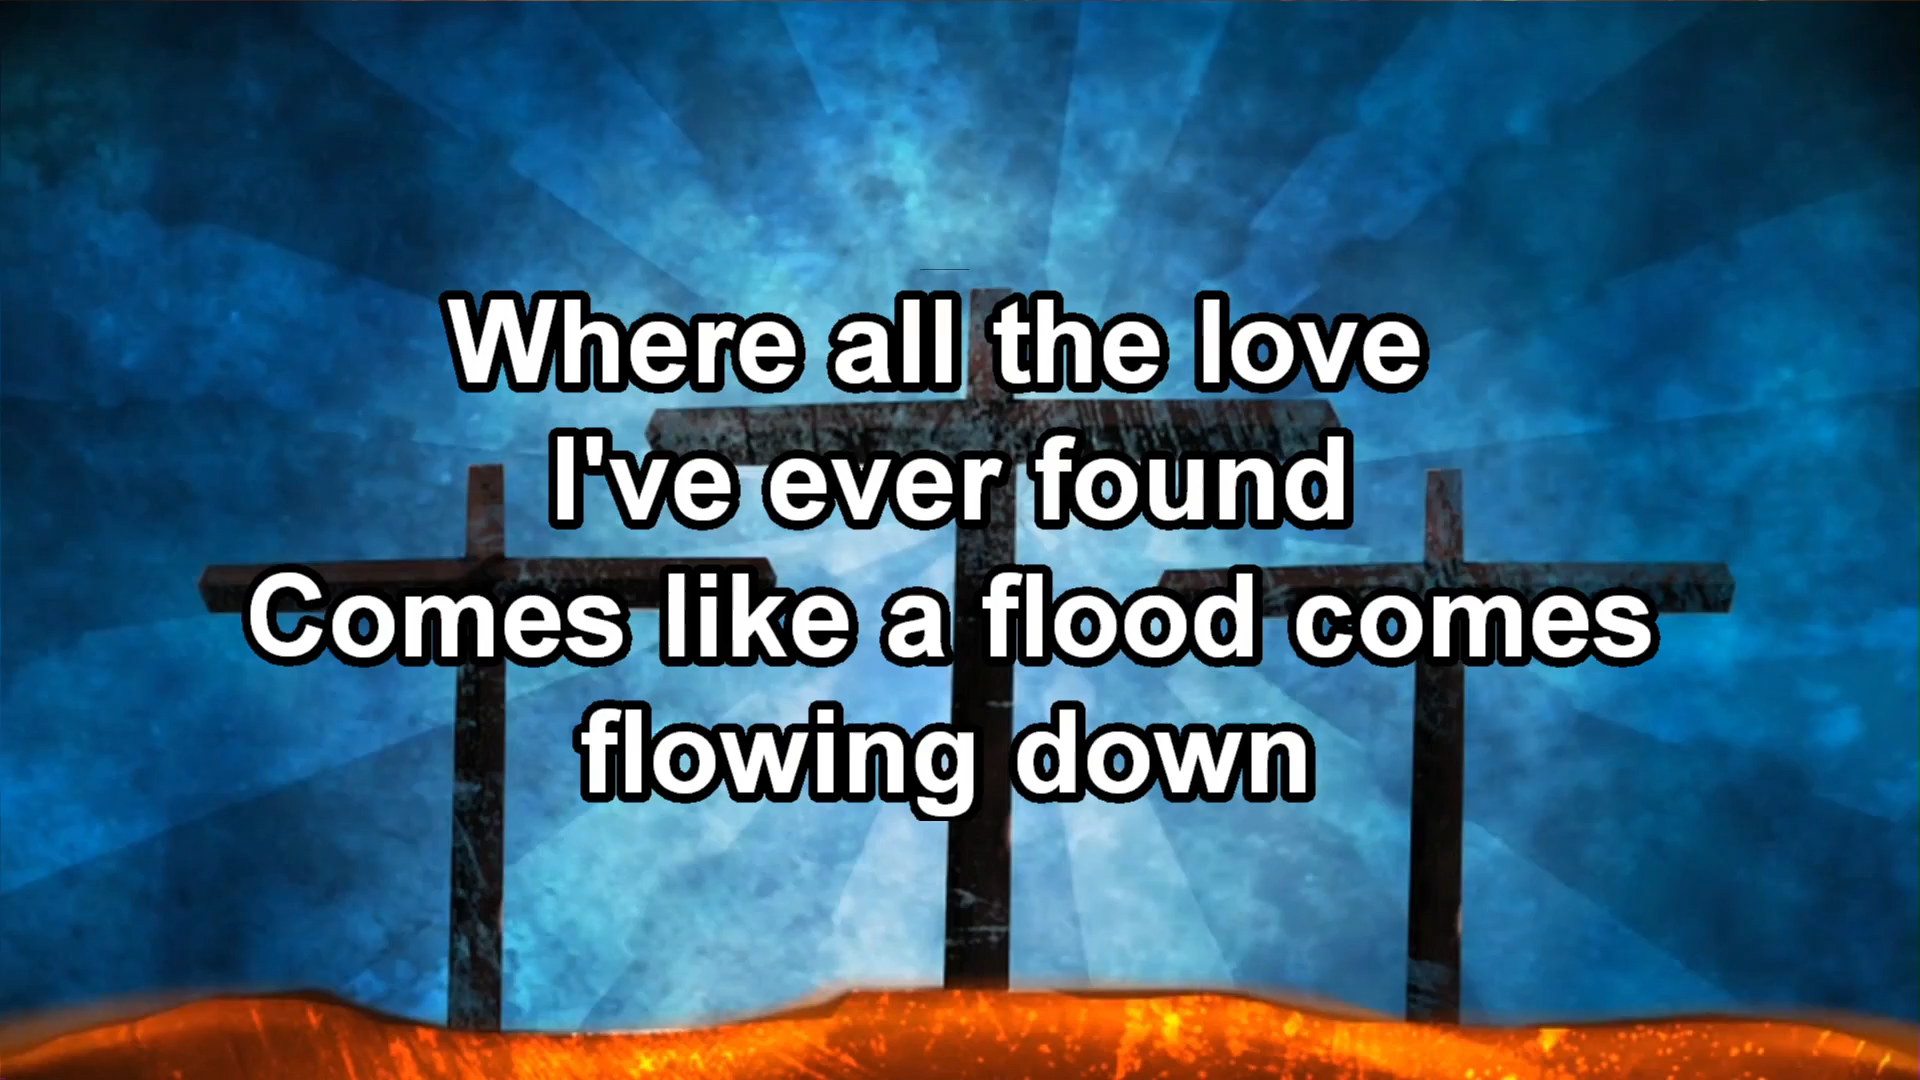 Where all the love
I've ever found
Comes like a flood comes
flowing down